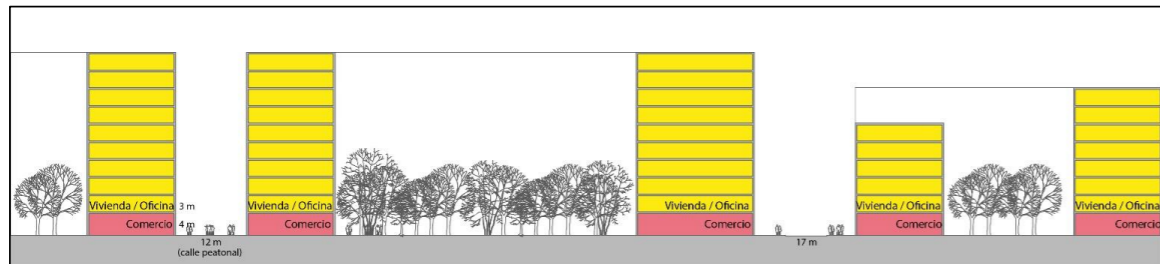 Vivienda / Oficina
3 m
Vivienda / Oficina
Vivienda / Oficina
Vivienda / Oficina
Vivienda / Oficina
Comercio
4 m
Comercio
Comercio
Comercio
Comercio
12 m
(calle peatonal)
17 m